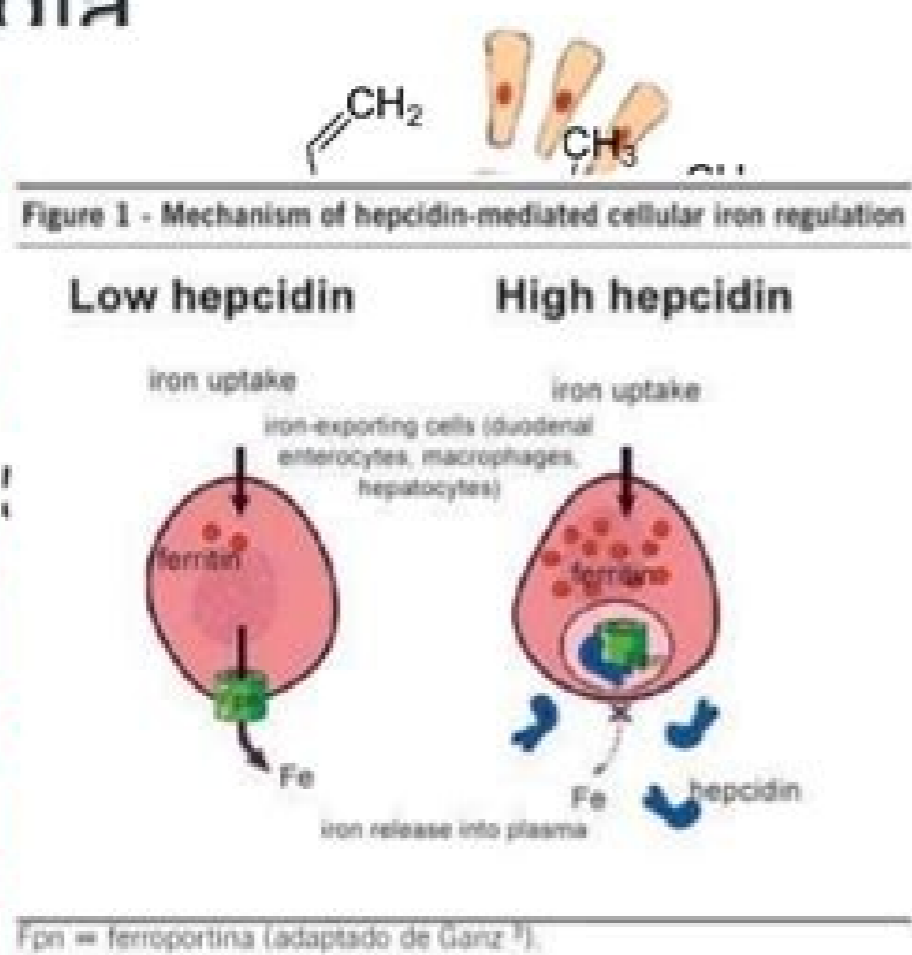 CH₂
CH₃
Figure 1 - Mechanism of hepcidin-mediated cellular iron regulation
Low hepcidin
High hepcidin
iron uptake
iron uptake
iron-exporting cells (duodenal
enterocytes, macrophages,
hepatocytes)
ferritin
ferritin
Fe
Fe
hepcidin
iron release into plasma
Fpn = ferroportina (adaptado de Ganz ⁹).